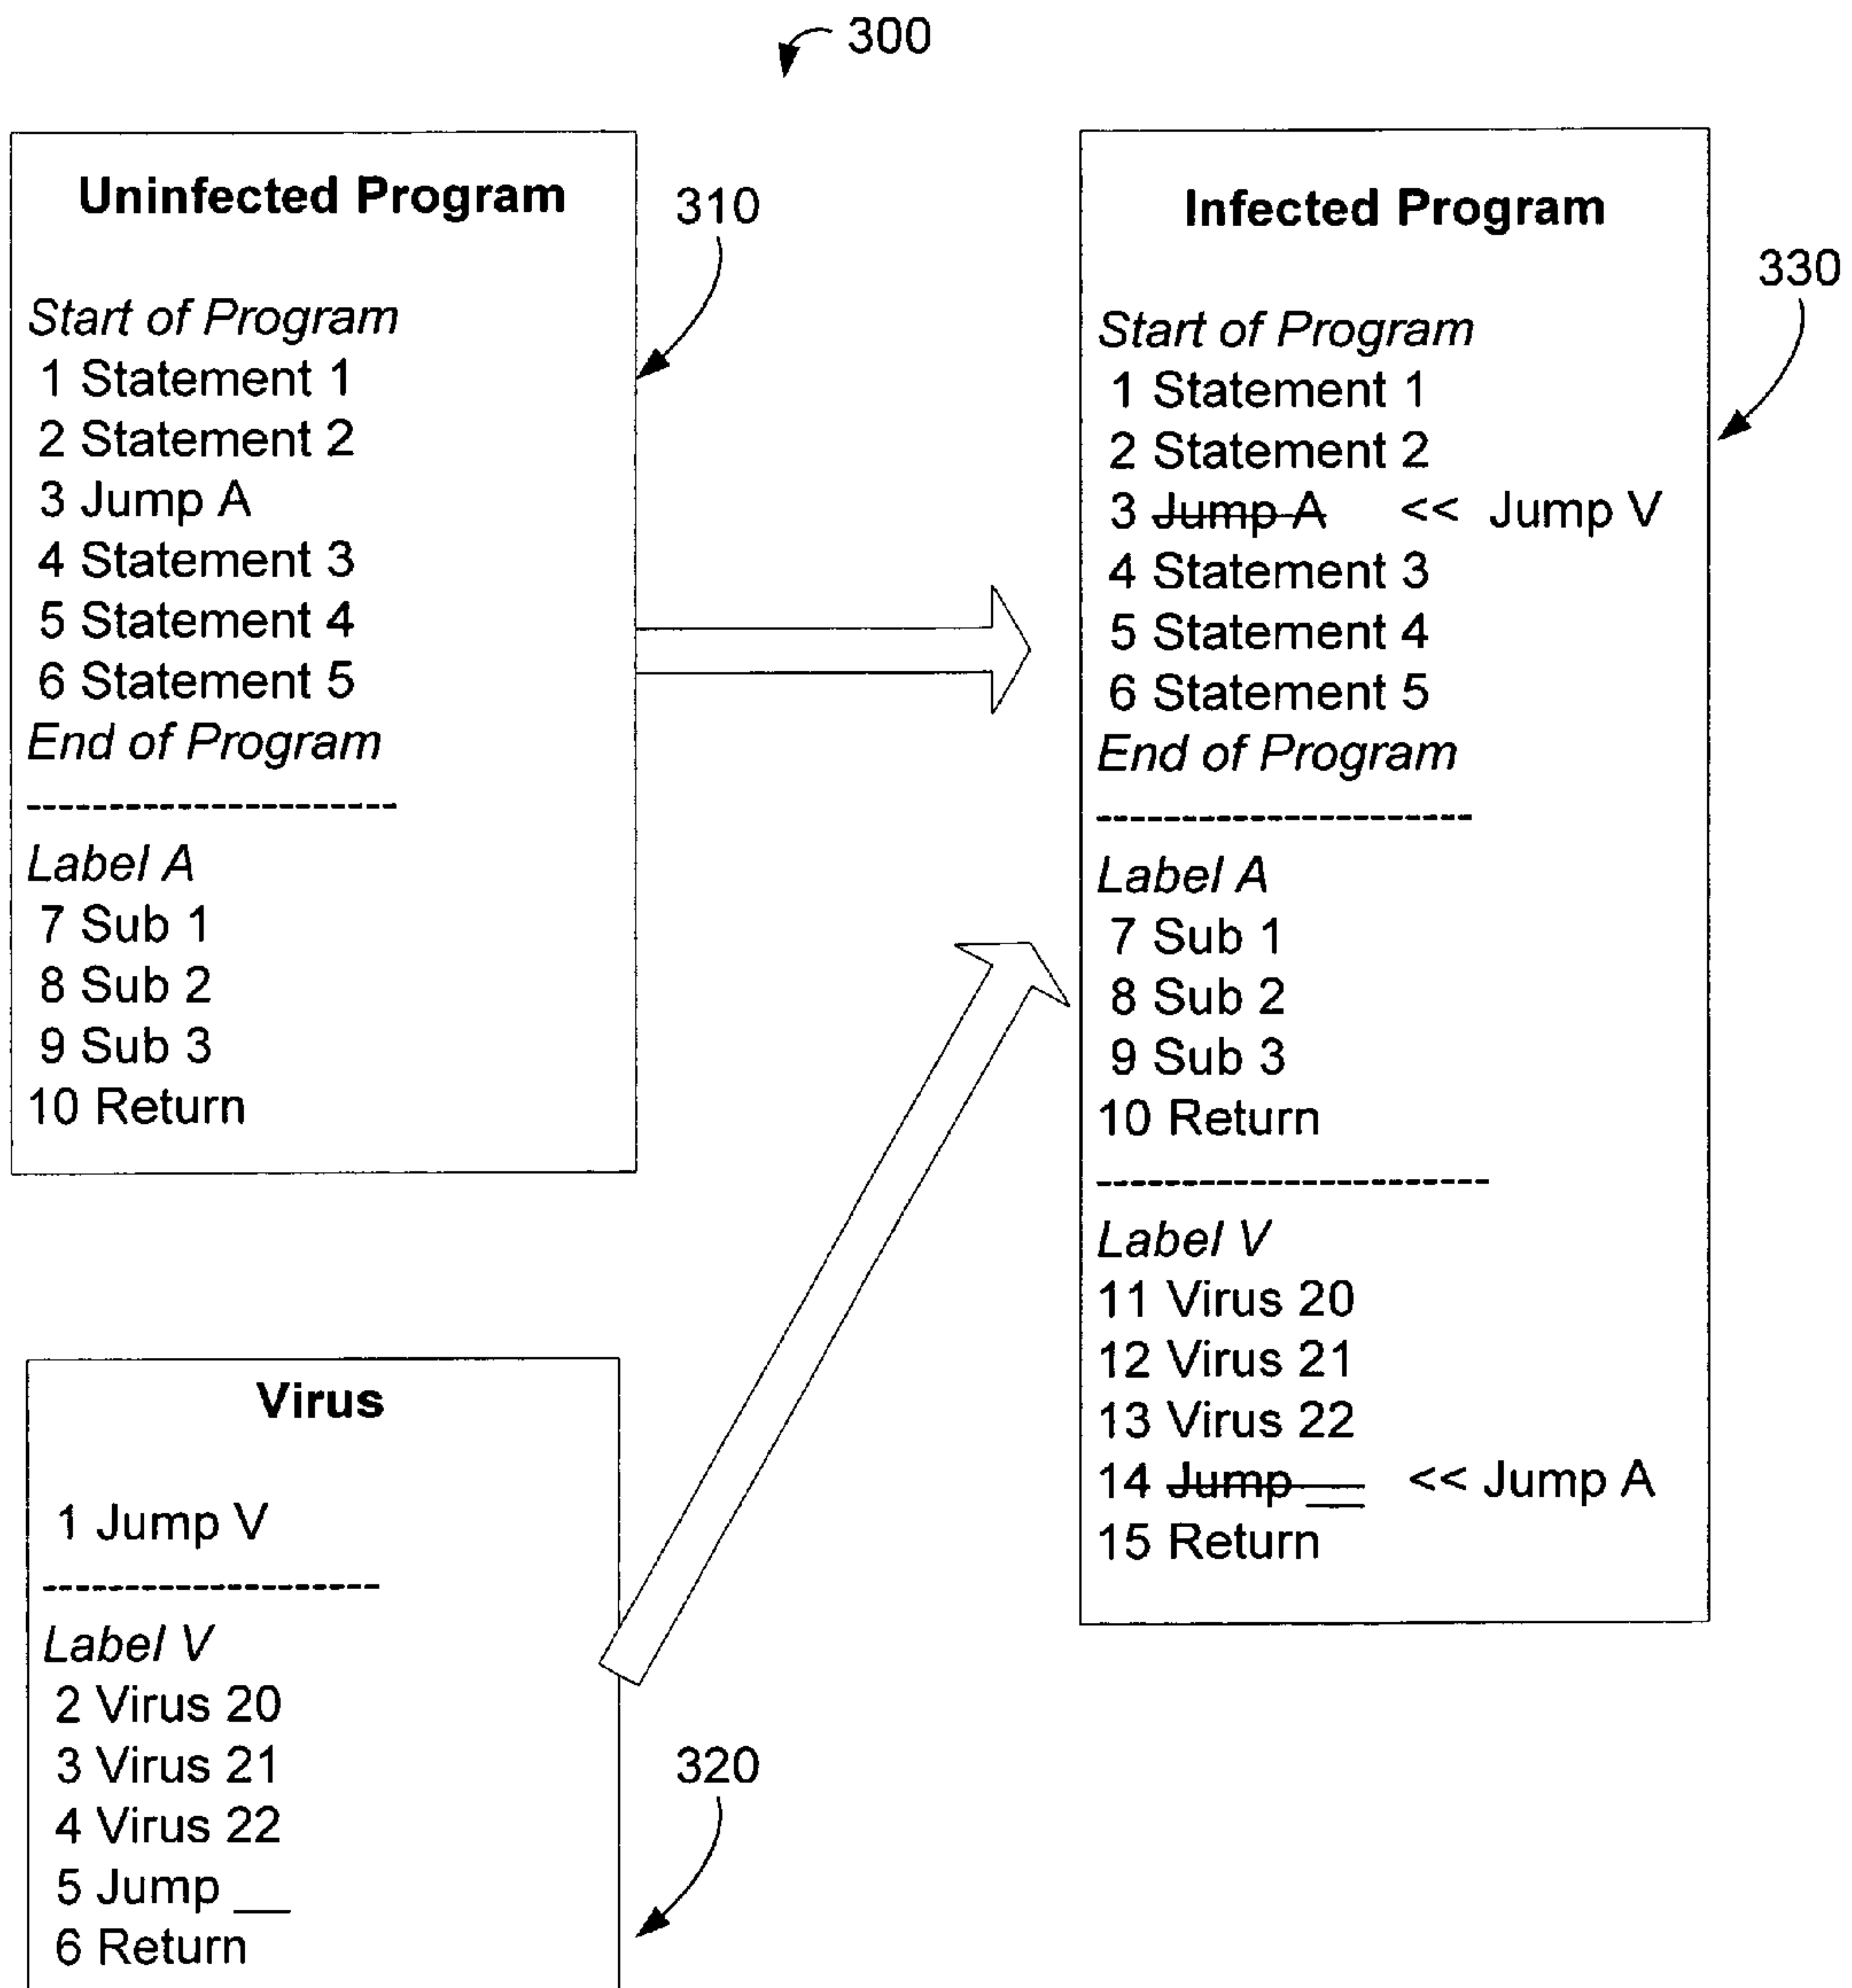 300
Uninfected Program
310
Start of Program
1 Statement 1
2 Statement 2
3 Jump A
4 Statement 3
5 Statement 4
6 Statement 5
End of Program
-----------------------
Label A
7 Sub 1
8 Sub 2
9 Sub 3
10 Return
Virus
1 Jump V
---------------------
Label V
2 Virus 20
3 Virus 21
4 Virus 22
5 Jump __
6 Return
320
Infected Program
330
Start of Program
1 Statement 1
2 Statement 2
3 Jump A << Jump V
4 Statement 3
5 Statement 4
6 Statement 5
End of Program
-----------------------
Label A
7 Sub 1
8 Sub 2
9 Sub 3
10 Return
------------------------
Label V
11 Virus 20
12 Virus 21
13 Virus 22
14 Jump __ << Jump A
15 Return